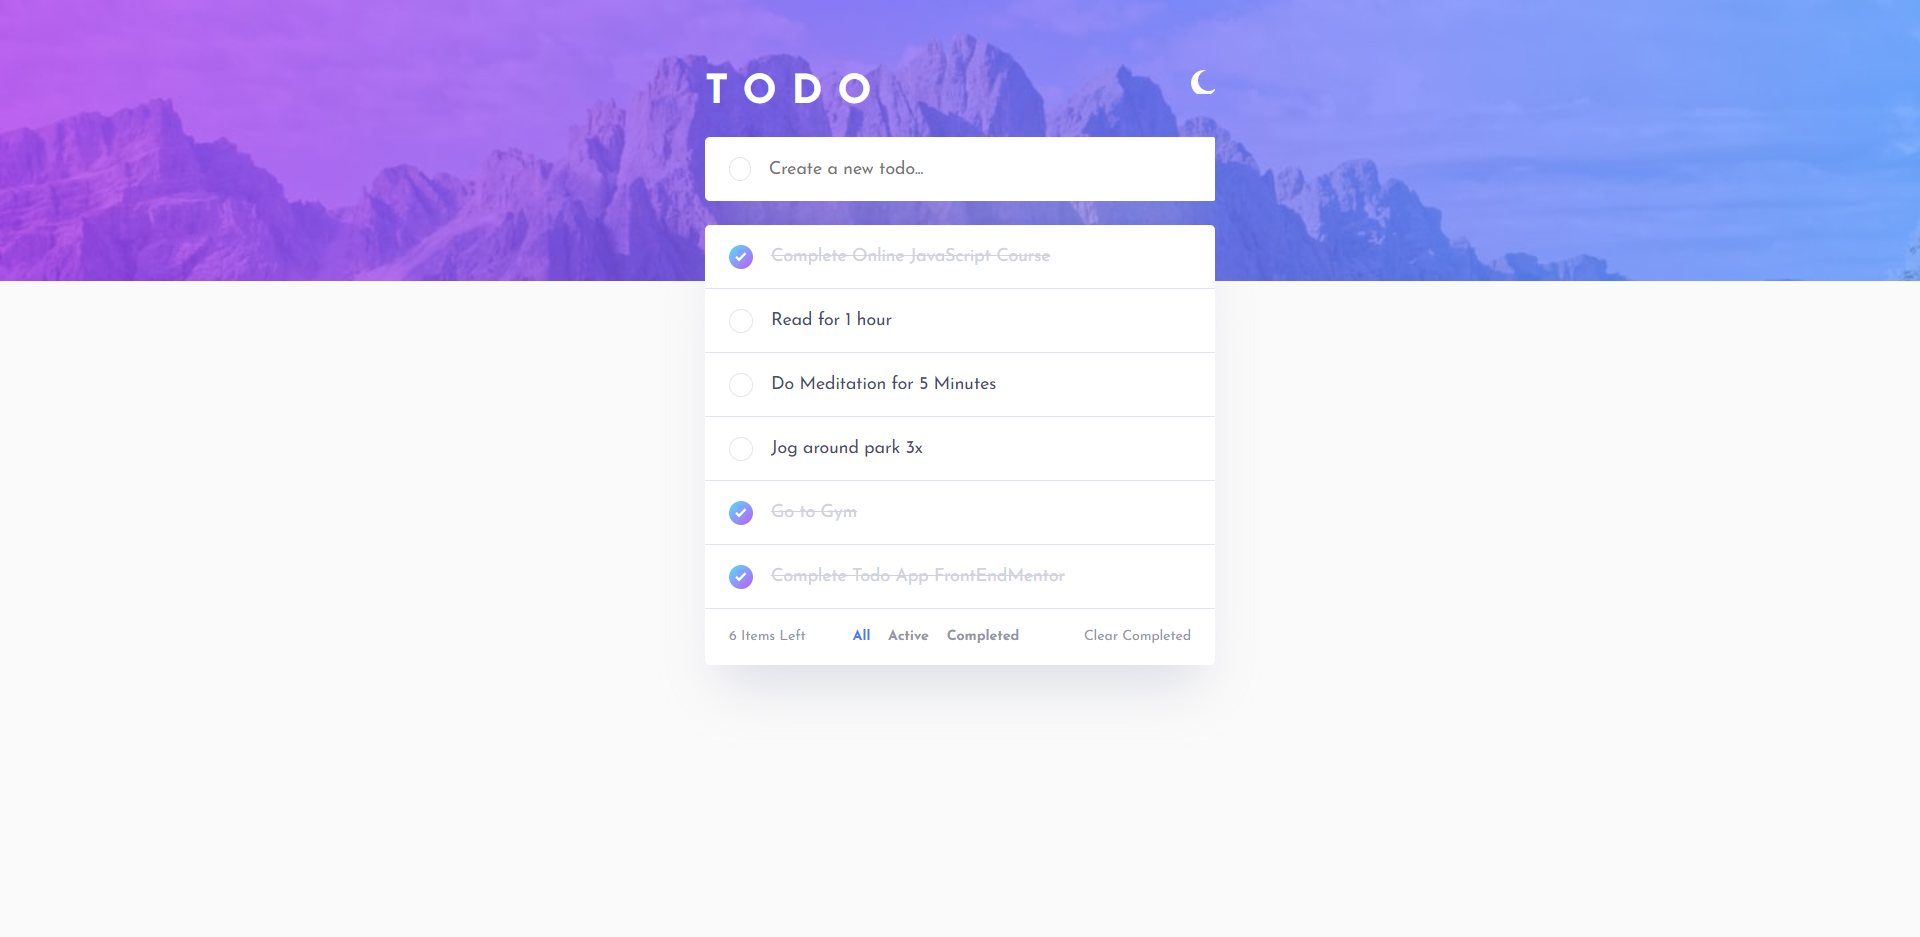 TODO
Create a new todo...
Complete Online JavaScript Course
Read for 1 hour
Do Meditation for 5 Minutes
Jog around park 3x
Go to Gym
Complete Todo App FrontEndMentor
6 Items Left All Active Completed Clear Completed